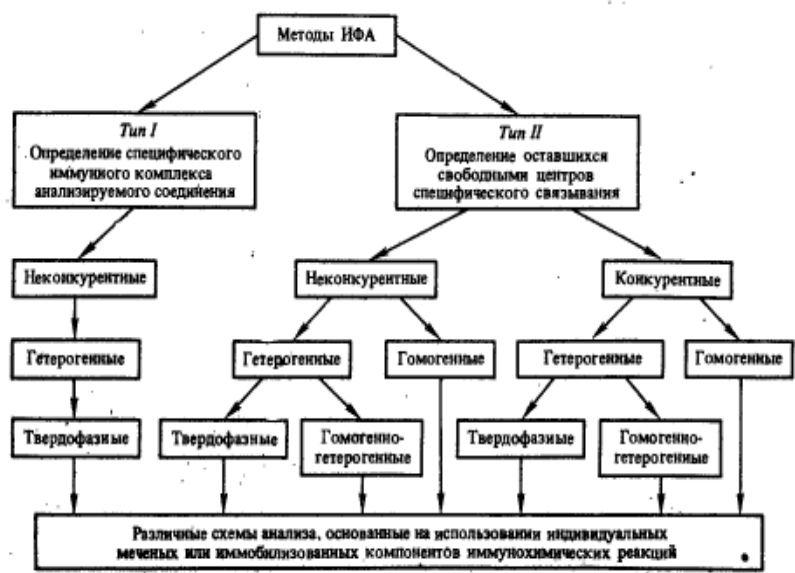 Методы ИФА
Тип I
Определение специфического
иммунного комплекса
анализируемого соединения
Тип II
Определение оставшихся
свободными центров
специфического связывания
Неконкурентные
Неконкурентные
Конкурентные
Гетерогенные
Гетерогенные
Гомогенные
Гетерогенные
Гомогенные
Твердофазные
Твердофазные
Гомогенно-
гетерогенные
Твердофазные
Гомогенно-
гетерогенные
Различные схемы анализа, основанные на использовании индивидуальных
меченых или иммобилизованных компонентов иммунохимических реакций